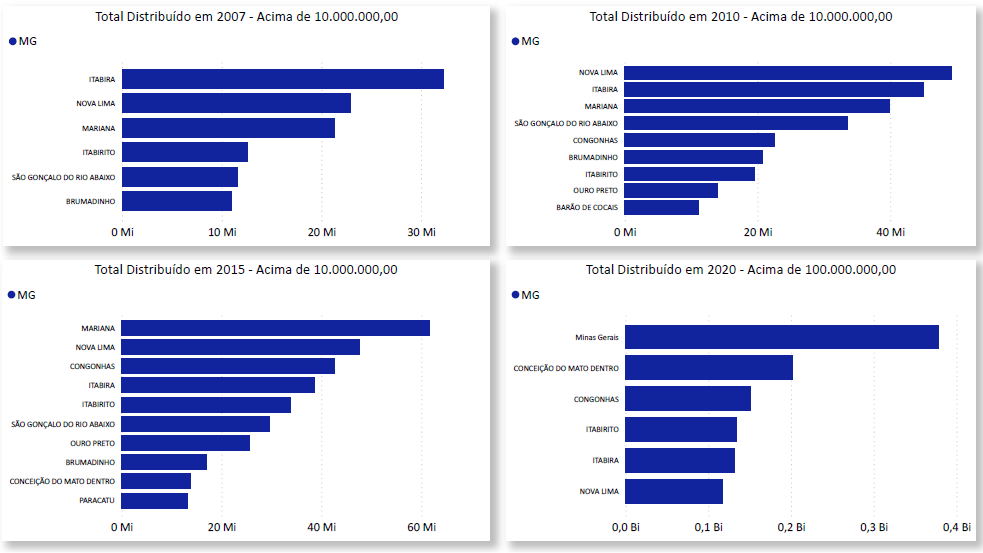 Total Distribuído em 2007 - Acima de 10.000.000,00
MG
ITABIRA
NOVA LIMA
MARIANA
ITABIRITO
SÃO GONÇALO DO RIO ABAIXO
BRUMADINHO
0 Mi 10 Mi 20 Mi 30 Mi
Total Distribuído em 2010 - Acima de 10.000.000,00
MG
NOVA LIMA
ITABIRA
MARIANA
SÃO GONÇALO DO RIO ABAIXO
CONGONHAS
BRUMADINHO
ITABIRITO
OURO PRETO
BARÃO DE COCAIS
0 Mi 20 Mi 40 Mi
Total Distribuído em 2015 - Acima de 10.000.000,00
MG
MARIANA
NOVA LIMA
CONGONHAS
ITABIRA
ITABIRITO
SÃO GONÇALO DO RIO ABAIXO
OURO PRETO
BRUMADINHO
CONCEIÇÃO DO MATO DENTRO
PARACATU
0 Mi 20 Mi 40 Mi 60 Mi
Total Distribuído em 2020 - Acima de 100.000.000,00
MG
Minas Gerais
CONCEIÇÃO DO MATO DENTRO
CONGONHAS
ITABIRITO
ITABIRA
NOVA LIMA
0,0 Bi 0,1 Bi 0,2 Bi 0,3 Bi 0,4 Bi